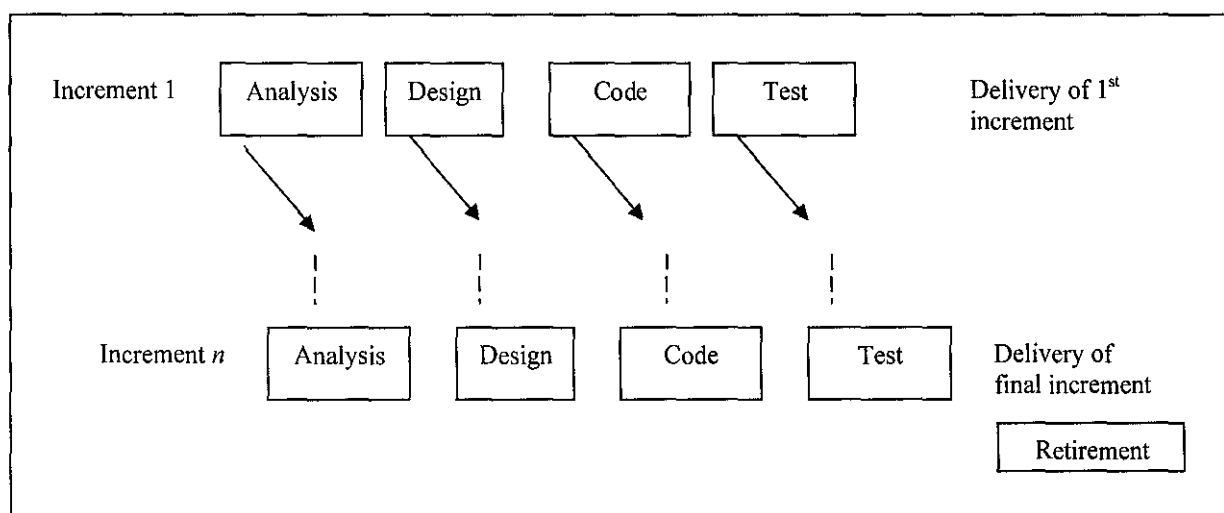 Increment 1 Analysis Design Code Test Delivery of 1st
increment
Increment n Analysis Design Code Test Delivery of
final increment
Retirement